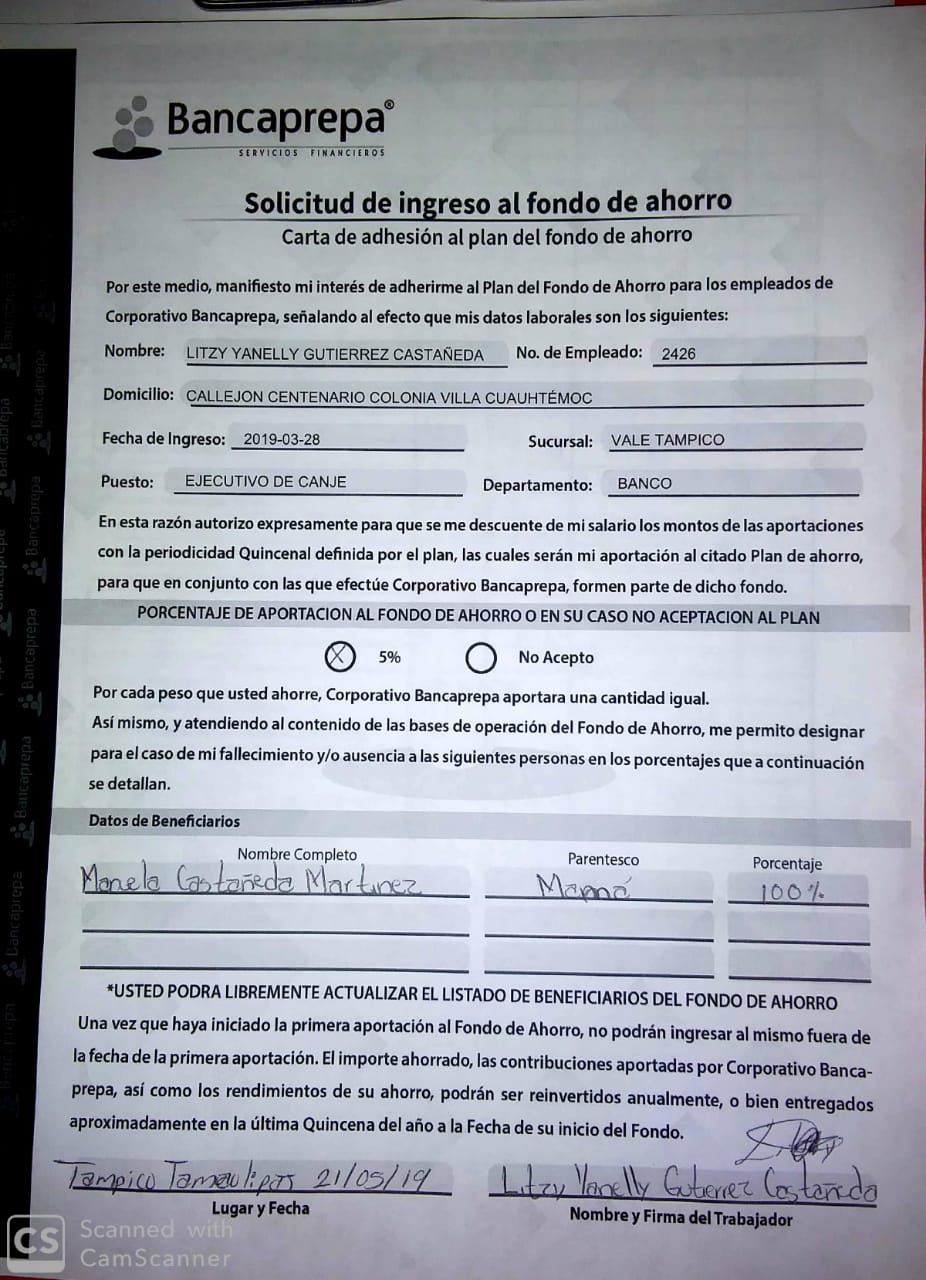 Bancaprepa®
SERVICIOS FINANCIEROS
Solicitud de ingreso al fondo de ahorro
Carta de adhesión al plan del fondo de ahorro
Por este medio, manifiesto mi interés de adherirme al Plan del Fondo de Ahorro para los empleados de
Corporativo Bancaprepa, señalando al efecto que mis datos laborales son los siguientes:
Nombre: LITZY YANELLY GUTIERREZ CASTAÑEDA No. de Empleado: 2426
Domicilio: CALLEJON CENTENARIO COLONIA VILLA CUAUHTÉMOC
Fecha de Ingreso: 2019-03-28 Sucursal: VALE TAMPICO
Puesto: EJECUTIVO DE CANJE Departamento: BANCO
En esta razón autorizo expresamente para que se me descuente de mi salario los montos de las aportaciones
con la periodicidad Quincenal definida por el plan, las cuales serán mi aportación al citado Plan de ahorro,
para que en conjunto con las que efectúe Corporativo Bancaprepa, formen parte de dicho fondo.
PORCENTAJE DE APORTACION AL FONDO DE AHORRO O EN SU CASO NO ACEPTACION AL PLAN
X 5% No Acepto
Por cada peso que usted ahorre, Corporativo Bancaprepa aportara una cantidad igual.
Así mismo, y atendiendo al contenido de las bases de operación del Fondo de Ahorro, me permito designar
para el caso de mi fallecimiento y/o ausencia a las siguientes personas en los porcentajes que a continuación
se detallan.
Datos de Beneficiarios
Nombre Completo Parentesco Porcentaje
Manela Castañeda Martinez Mamá 100%
*USTED PODRA LIBREMENTE ACTUALIZAR EL LISTADO DE BENEFICIARIOS DEL FONDO DE AHORRO
Una vez que haya iniciado la primera aportación al Fondo de Ahorro, no podrán ingresar al mismo fuera de
la fecha de la primera aportación. El importe ahorrado, las contribuciones aportadas por Corporativo Banca-
prepa, así como los rendimientos de su ahorro, podrán ser reinvertidos anualmente, o bien entregados
aproximadamente en la última Quincena del año a la Fecha de su inicio del Fondo.
Tampico Tamaulipas 21/05/19 Litzy Yanelly Gutierrez Castañeda
Lugar y Fecha Nombre y Firma del Trabajador
CS Scanned with
CamScanner